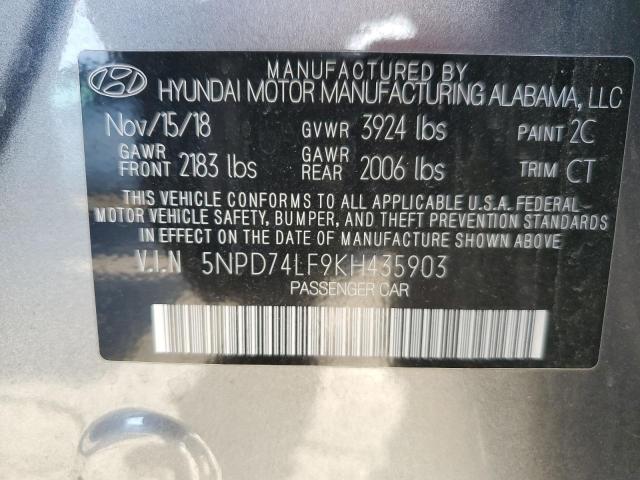 MANUFACTURED BY
HYUNDAI MOTOR MANUFACTURING ALABAMA, LLC
Nov/15/18 GVWR 3924 lbs PAINT 2C
GAWR FRONT 2183 lbs GAWR REAR 2006 lbs TRIM CT
THIS VEHICLE CONFORMS TO ALL APPLICABLE U.S.A. FEDERAL
MOTOR VEHICLE SAFETY, BUMPER, AND THEFT PREVENTION STANDARDS
IN EFFECT ON THE DATE OF MANUFACTURE SHOWN ABOVE.
V.I.N 5NPD74LF9KH435903
PASSENGER CAR